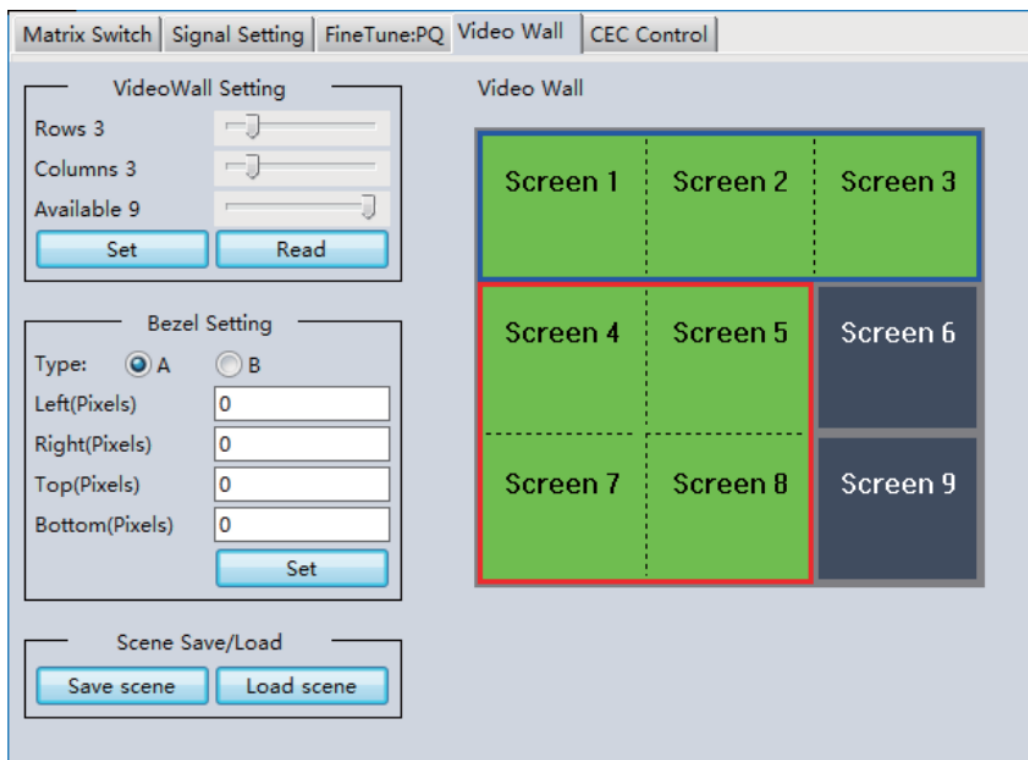 Matrix Switch Signal Setting FineTune:PQ Video Wall CEC Control
VideoWall Setting
Rows 3
Columns 3
Available 9
Set Read
Bezel Setting
Type: A B
Left(Pixels) 0
Right(Pixels) 0
Top(Pixels) 0
Bottom(Pixels) 0
Set
Scene Save/Load
Save scene Load scene
Video Wall
Screen 1 Screen 2 Screen 3
Screen 4 Screen 5 Screen 6
Screen 7 Screen 8 Screen 9